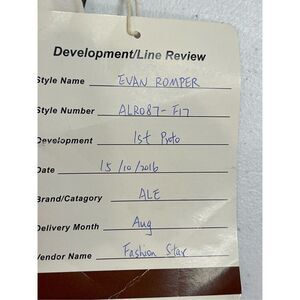 Development/Line Review
Style Name EVAN ROMPER
Style Number ALR087-F17
Development 1st Proto
Date 15/10/2016
Brand/Catagory ALE
Delivery Month Aug
Vendor Name Fashion Star